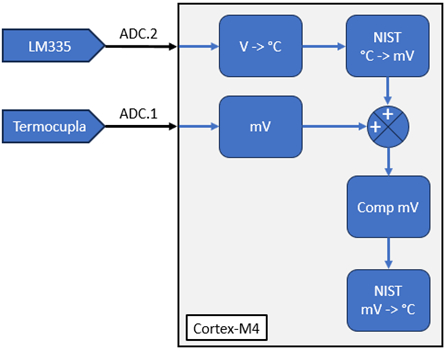 LM335
ADC.2
V -> °C
NIST
°C -> mV
Termocupla
ADC.1
mV
+
+
Comp mV
NIST
mV -> °C
Cortex-M4